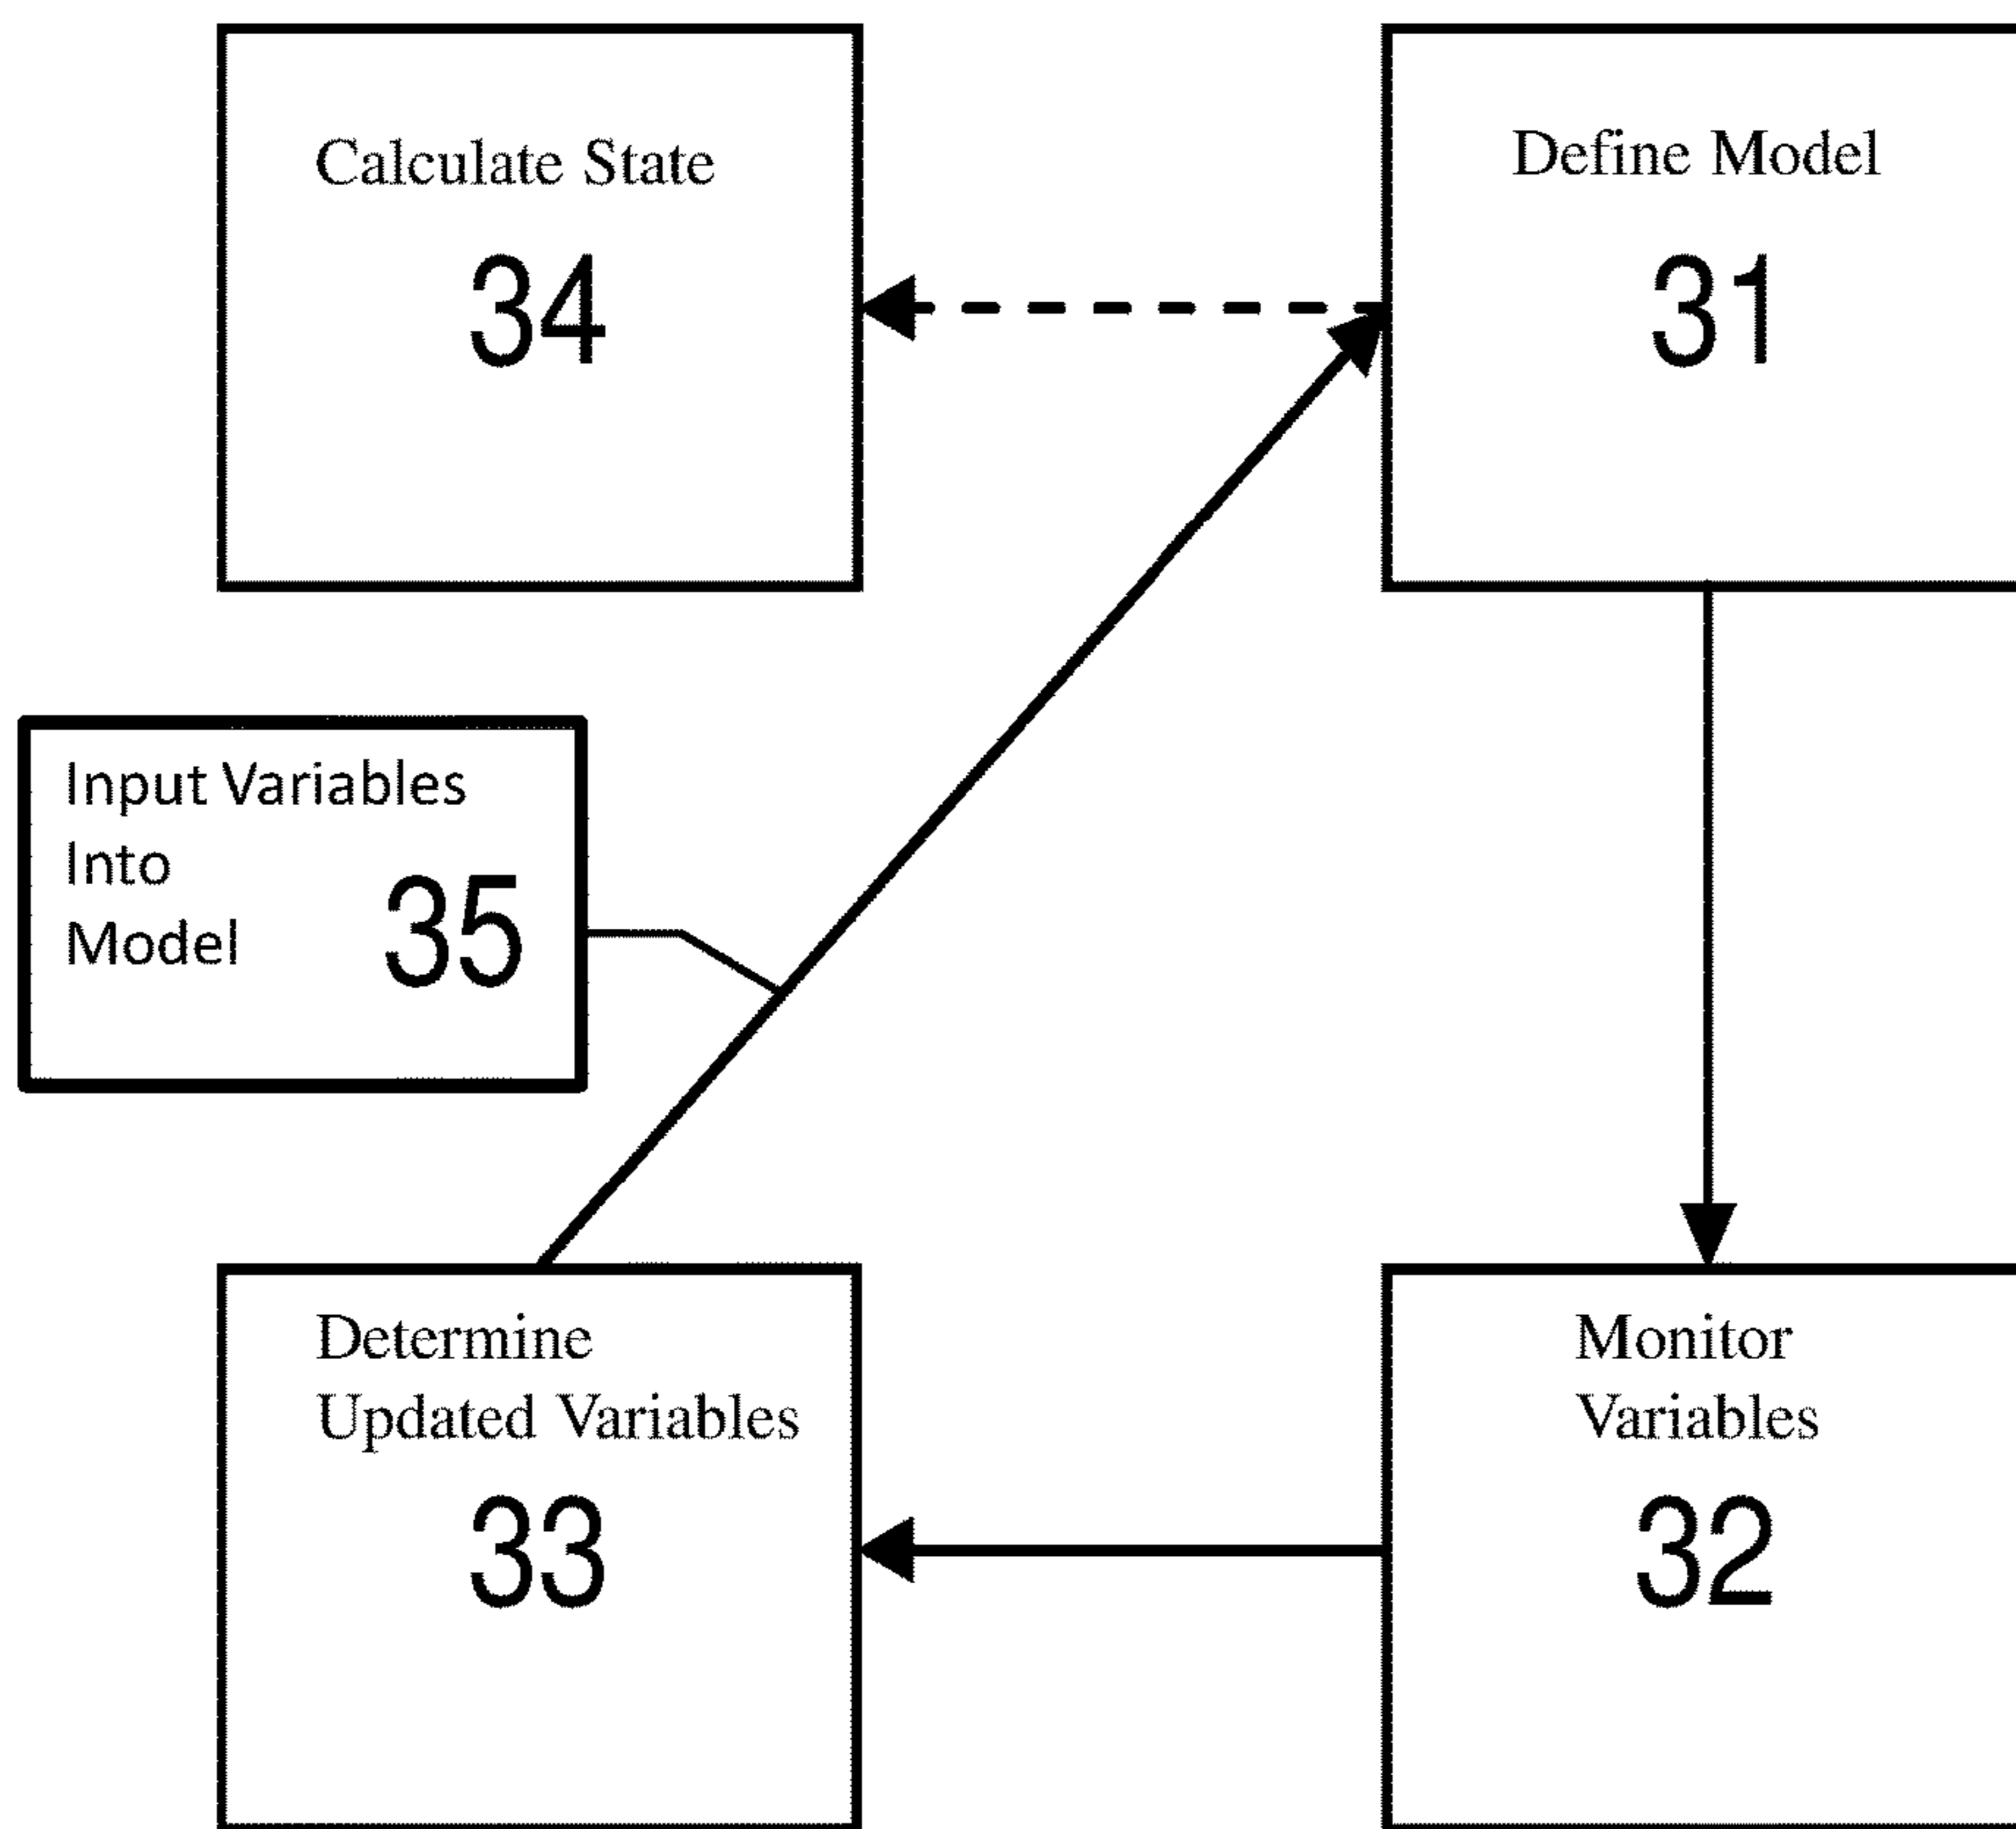 Calculate State
34
Define Model
31
Input Variables
Into
Model
35
Determine
Updated Variables
33
Monitor
Variables
32